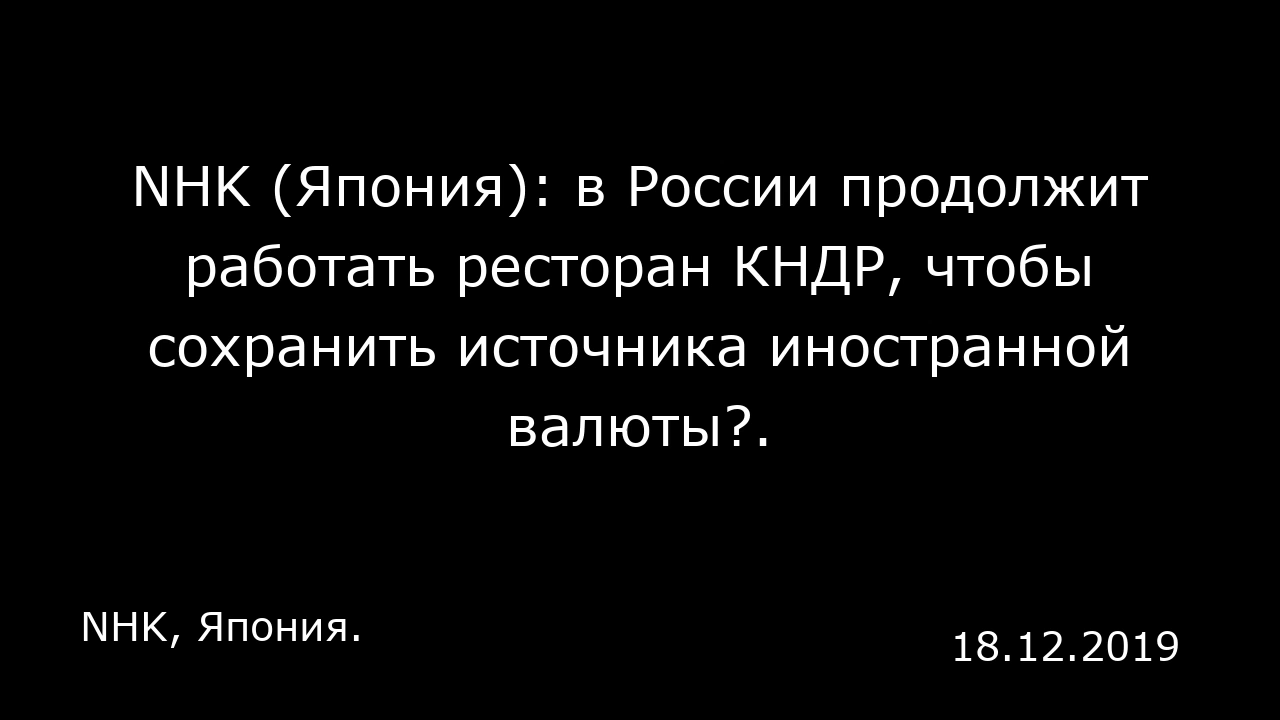 NHK (Япония): в России продолжит
работать ресторан КНДР, чтобы
сохранить источника иностранной
валюты?.
NHK, Япония.
18.12.2019